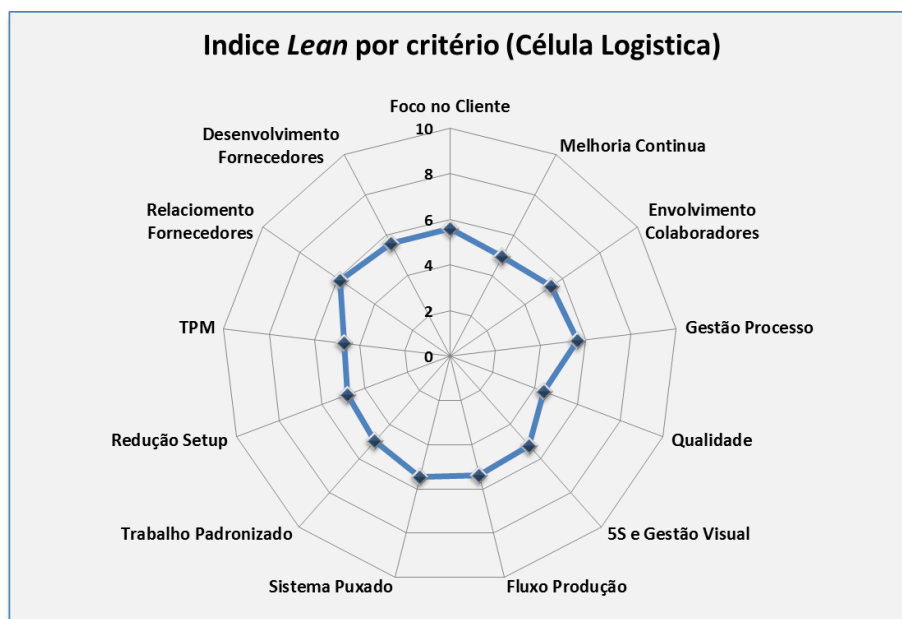 Indice Lean por critério (Célula Logistica)
Foco no Cliente
Melhoria Continua
Envolvimento
Colaboradores
Gestão Processo
Qualidade
5S e Gestão Visual
Fluxo Produção
Sistema Puxado
Trabalho Padronizado
Redução Setup
TPM
Relaciomento
Fornecedores
Desenvolvimento
Fornecedores
10
8
6
4
2
0